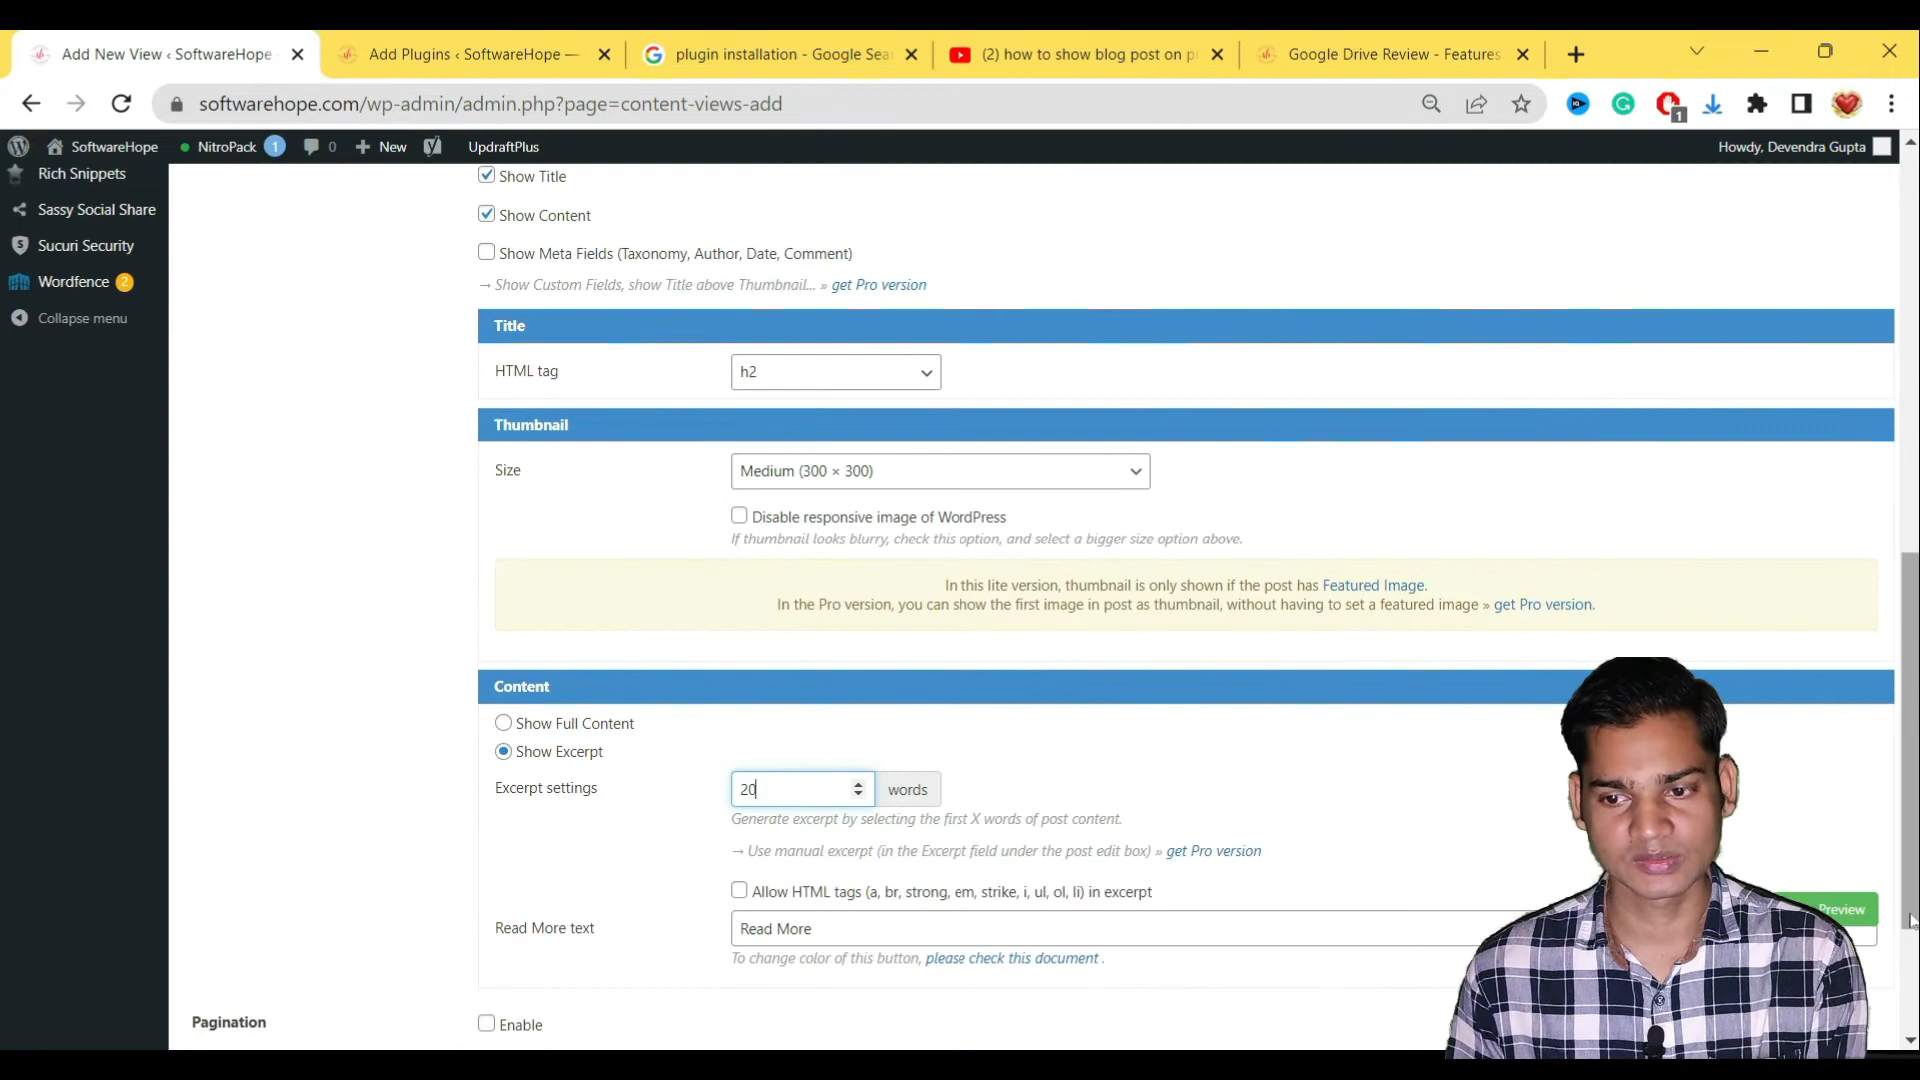 Add New View ‹ SoftwareHope
Add Plugins ‹ SoftwareHope —
plugin installation - Google Sea
(2) how to show blog post on p
Google Drive Review - Features
softwarehope.com/wp-admin/admin.php?page=content-views-add
1
SoftwareHope
NitroPack 1
0
New
UpdraftPlus
Howdy, Devendra Gupta
Rich Snippets
Sassy Social Share
Sucuri Security
Wordfence 2
Collapse menu
Show Title
Show Content
Show Meta Fields (Taxonomy, Author, Date, Comment)
→ Show Custom Fields, show Title above Thumbnail... » get Pro version
Title
HTML tag
h2
Thumbnail
Size
Medium (300 × 300)
Disable responsive image of WordPress
If thumbnail looks blurry, check this option, and select a bigger size option above.
In this lite version, thumbnail is only shown if the post has Featured Image.
In the Pro version, you can show the first image in post as thumbnail, without having to set a featured image » get Pro version.
Content
Show Full Content
Show Excerpt
Excerpt settings
20
words
Generate excerpt by selecting the first X words of post content.
→ Use manual excerpt (in the Excerpt field under the post edit box) » get Pro version
Allow HTML tags (a, br, strong, em, strike, i, ul, ol, li) in excerpt
Preview
Read More text
Read More
To change color of this button, please check this document .
Pagination
Enable